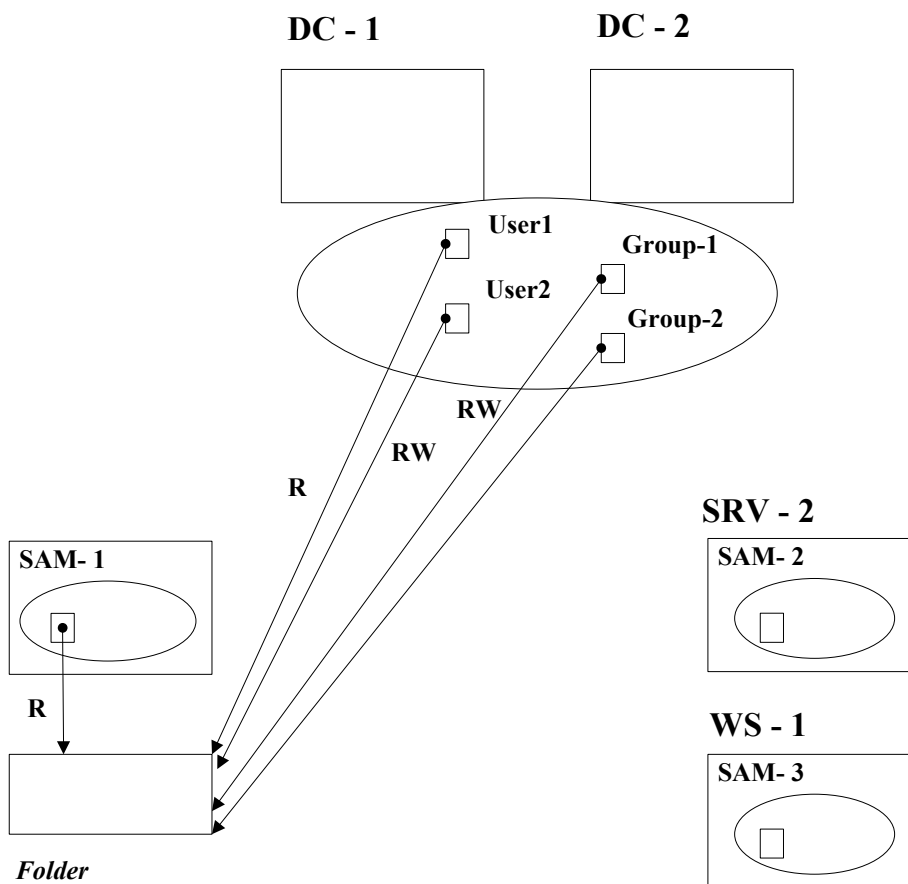 DC - 1
DC - 2
User1
Group-1
User2
Group-2
RW
RW
R
SRV - 2
SAM- 1
SAM- 2
R
WS - 1
SAM- 3
Folder